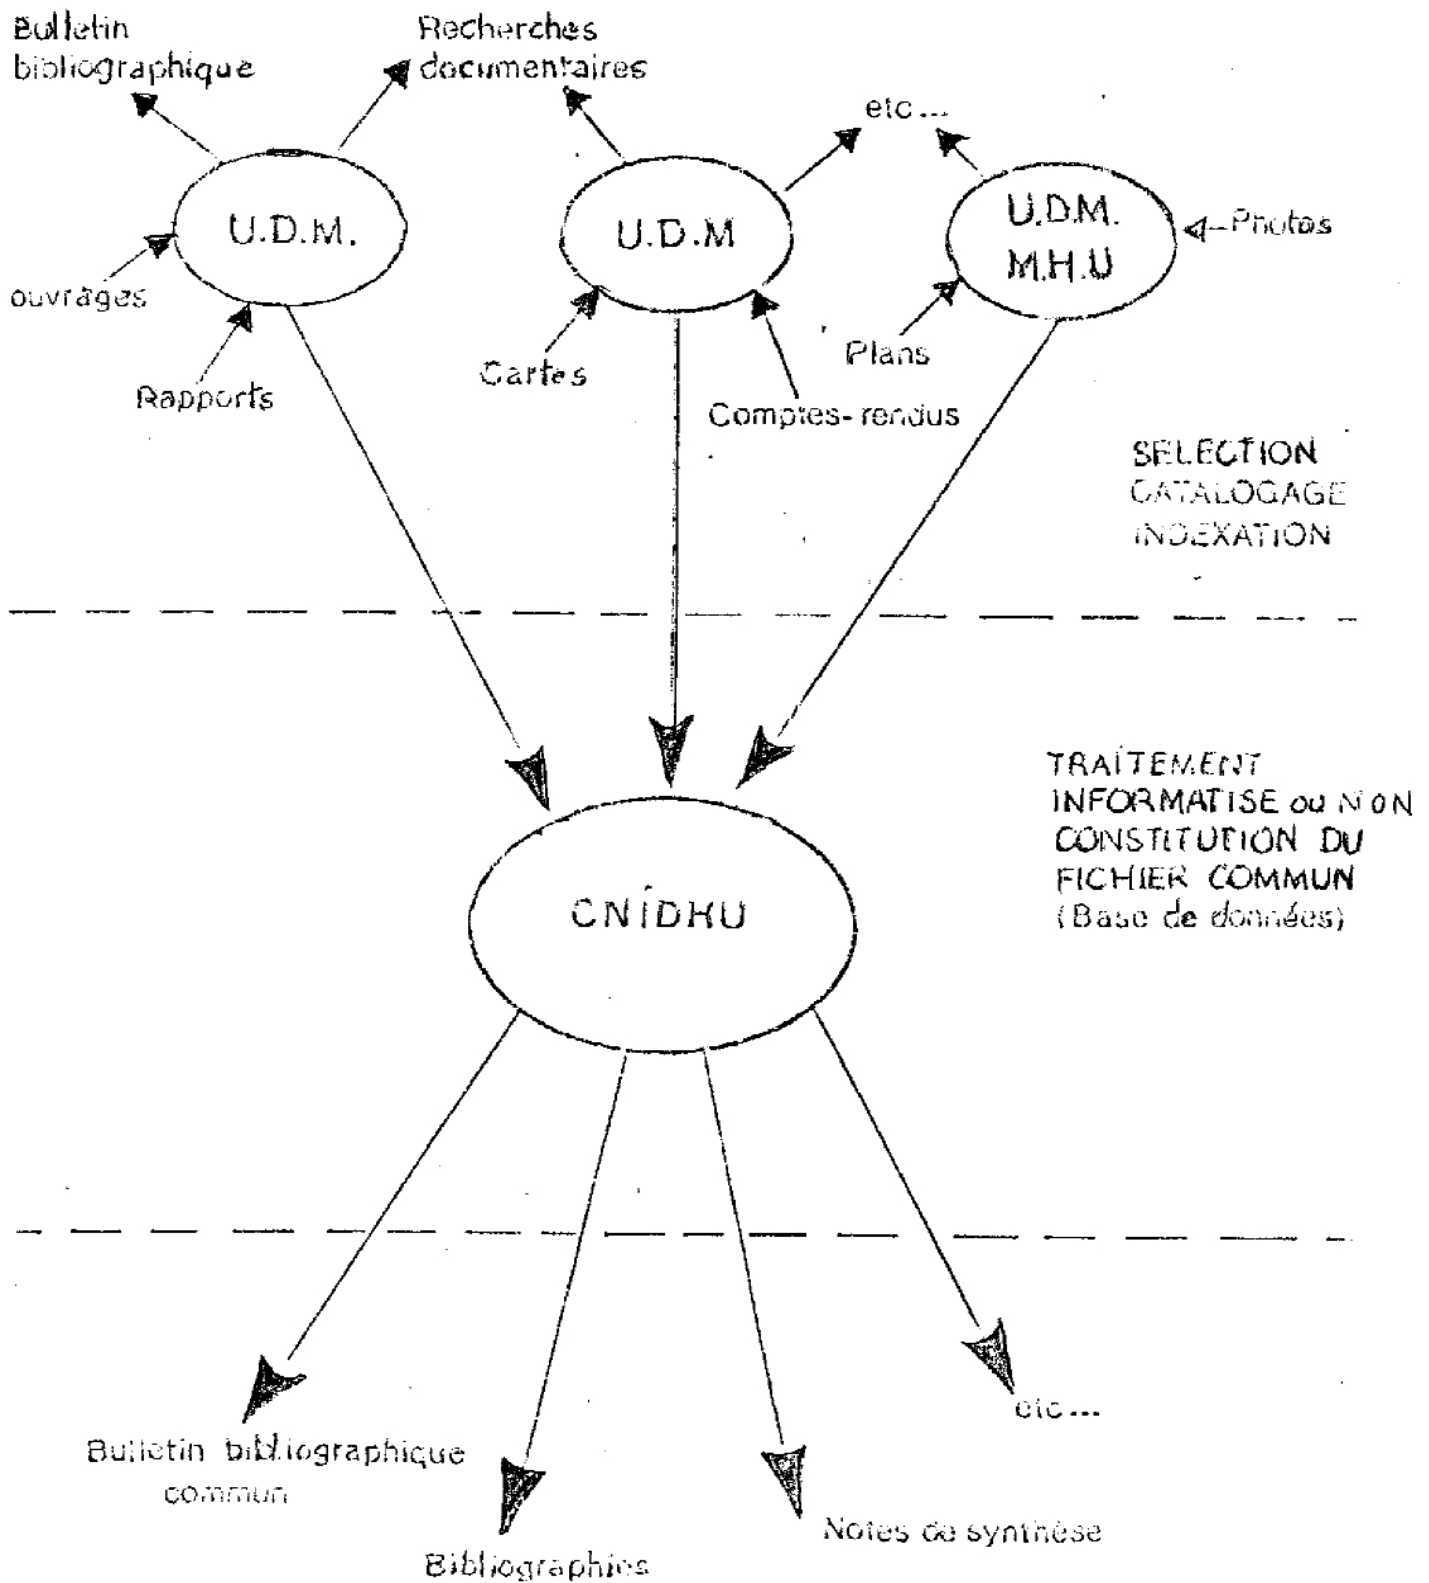 Bulletin
bibliographique
Recherches
documentaires
etc...
U.D.M.
U.D.M
U.D.M.
M.H.U
Photos
ouvrages
Rapports
Cartes
Comptes-rendus
Plans
SELECTION
CATALOGAGE
INDEXATION
TRAITEMENT
INFORMATISE ou NON
CONSTITUTION DU
FICHIER COMMUN
(Base de données)
CNIDHU
etc...
Bulletin bibliographique
commun
Bibliographies
Notes de synthèse